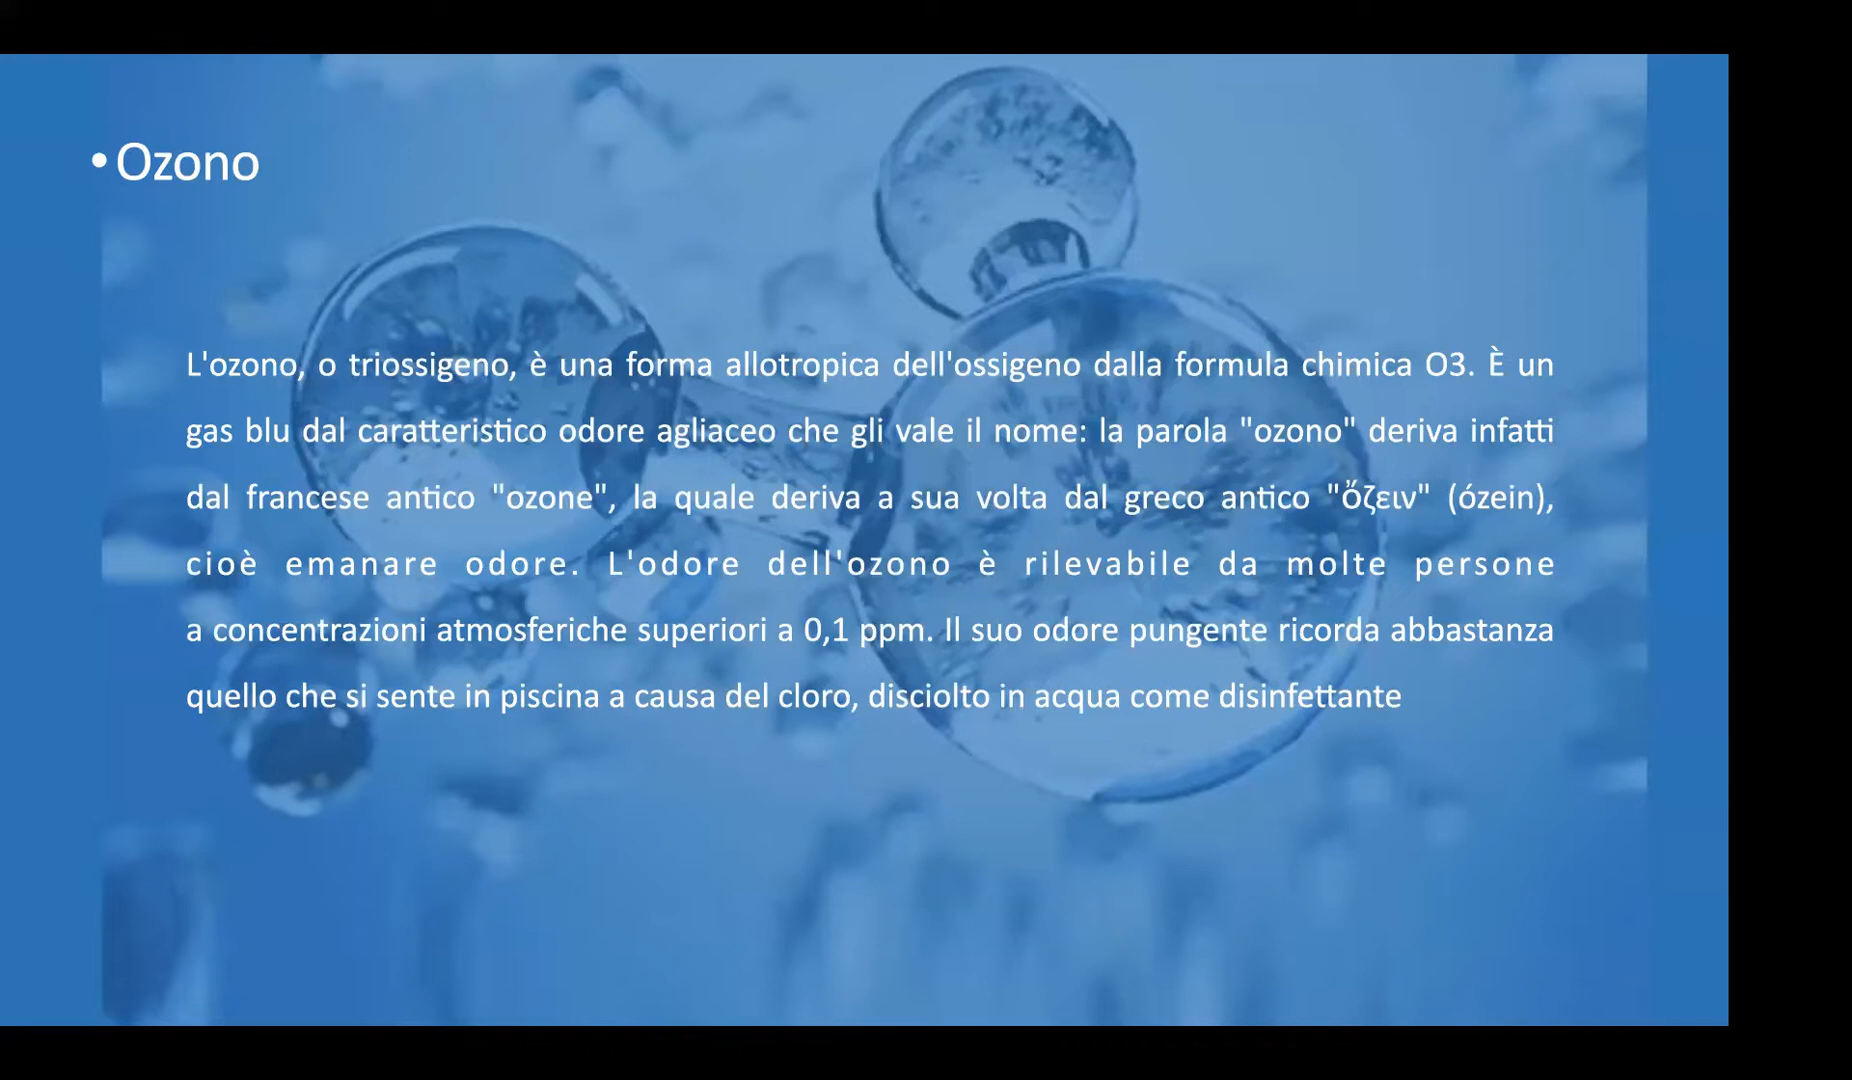 • Ozono
L'ozono, o triossigeno, è una forma allotropica dell'ossigeno dalla formula chimica O3. È un
gas blu dal caratteristico odore agliaceo che gli vale il nome: la parola "ozono" deriva infatti
dal francese antico "ozone", la quale deriva a sua volta dal greco antico "ὄζειν" (ózein),
cioè emanare odore. L'odore dell'ozono è rilevabile da molte persone
a concentrazioni atmosferiche superiori a 0,1 ppm. Il suo odore pungente ricorda abbastanza
quello che si sente in piscina a causa del cloro, disciolto in acqua come disinfettante